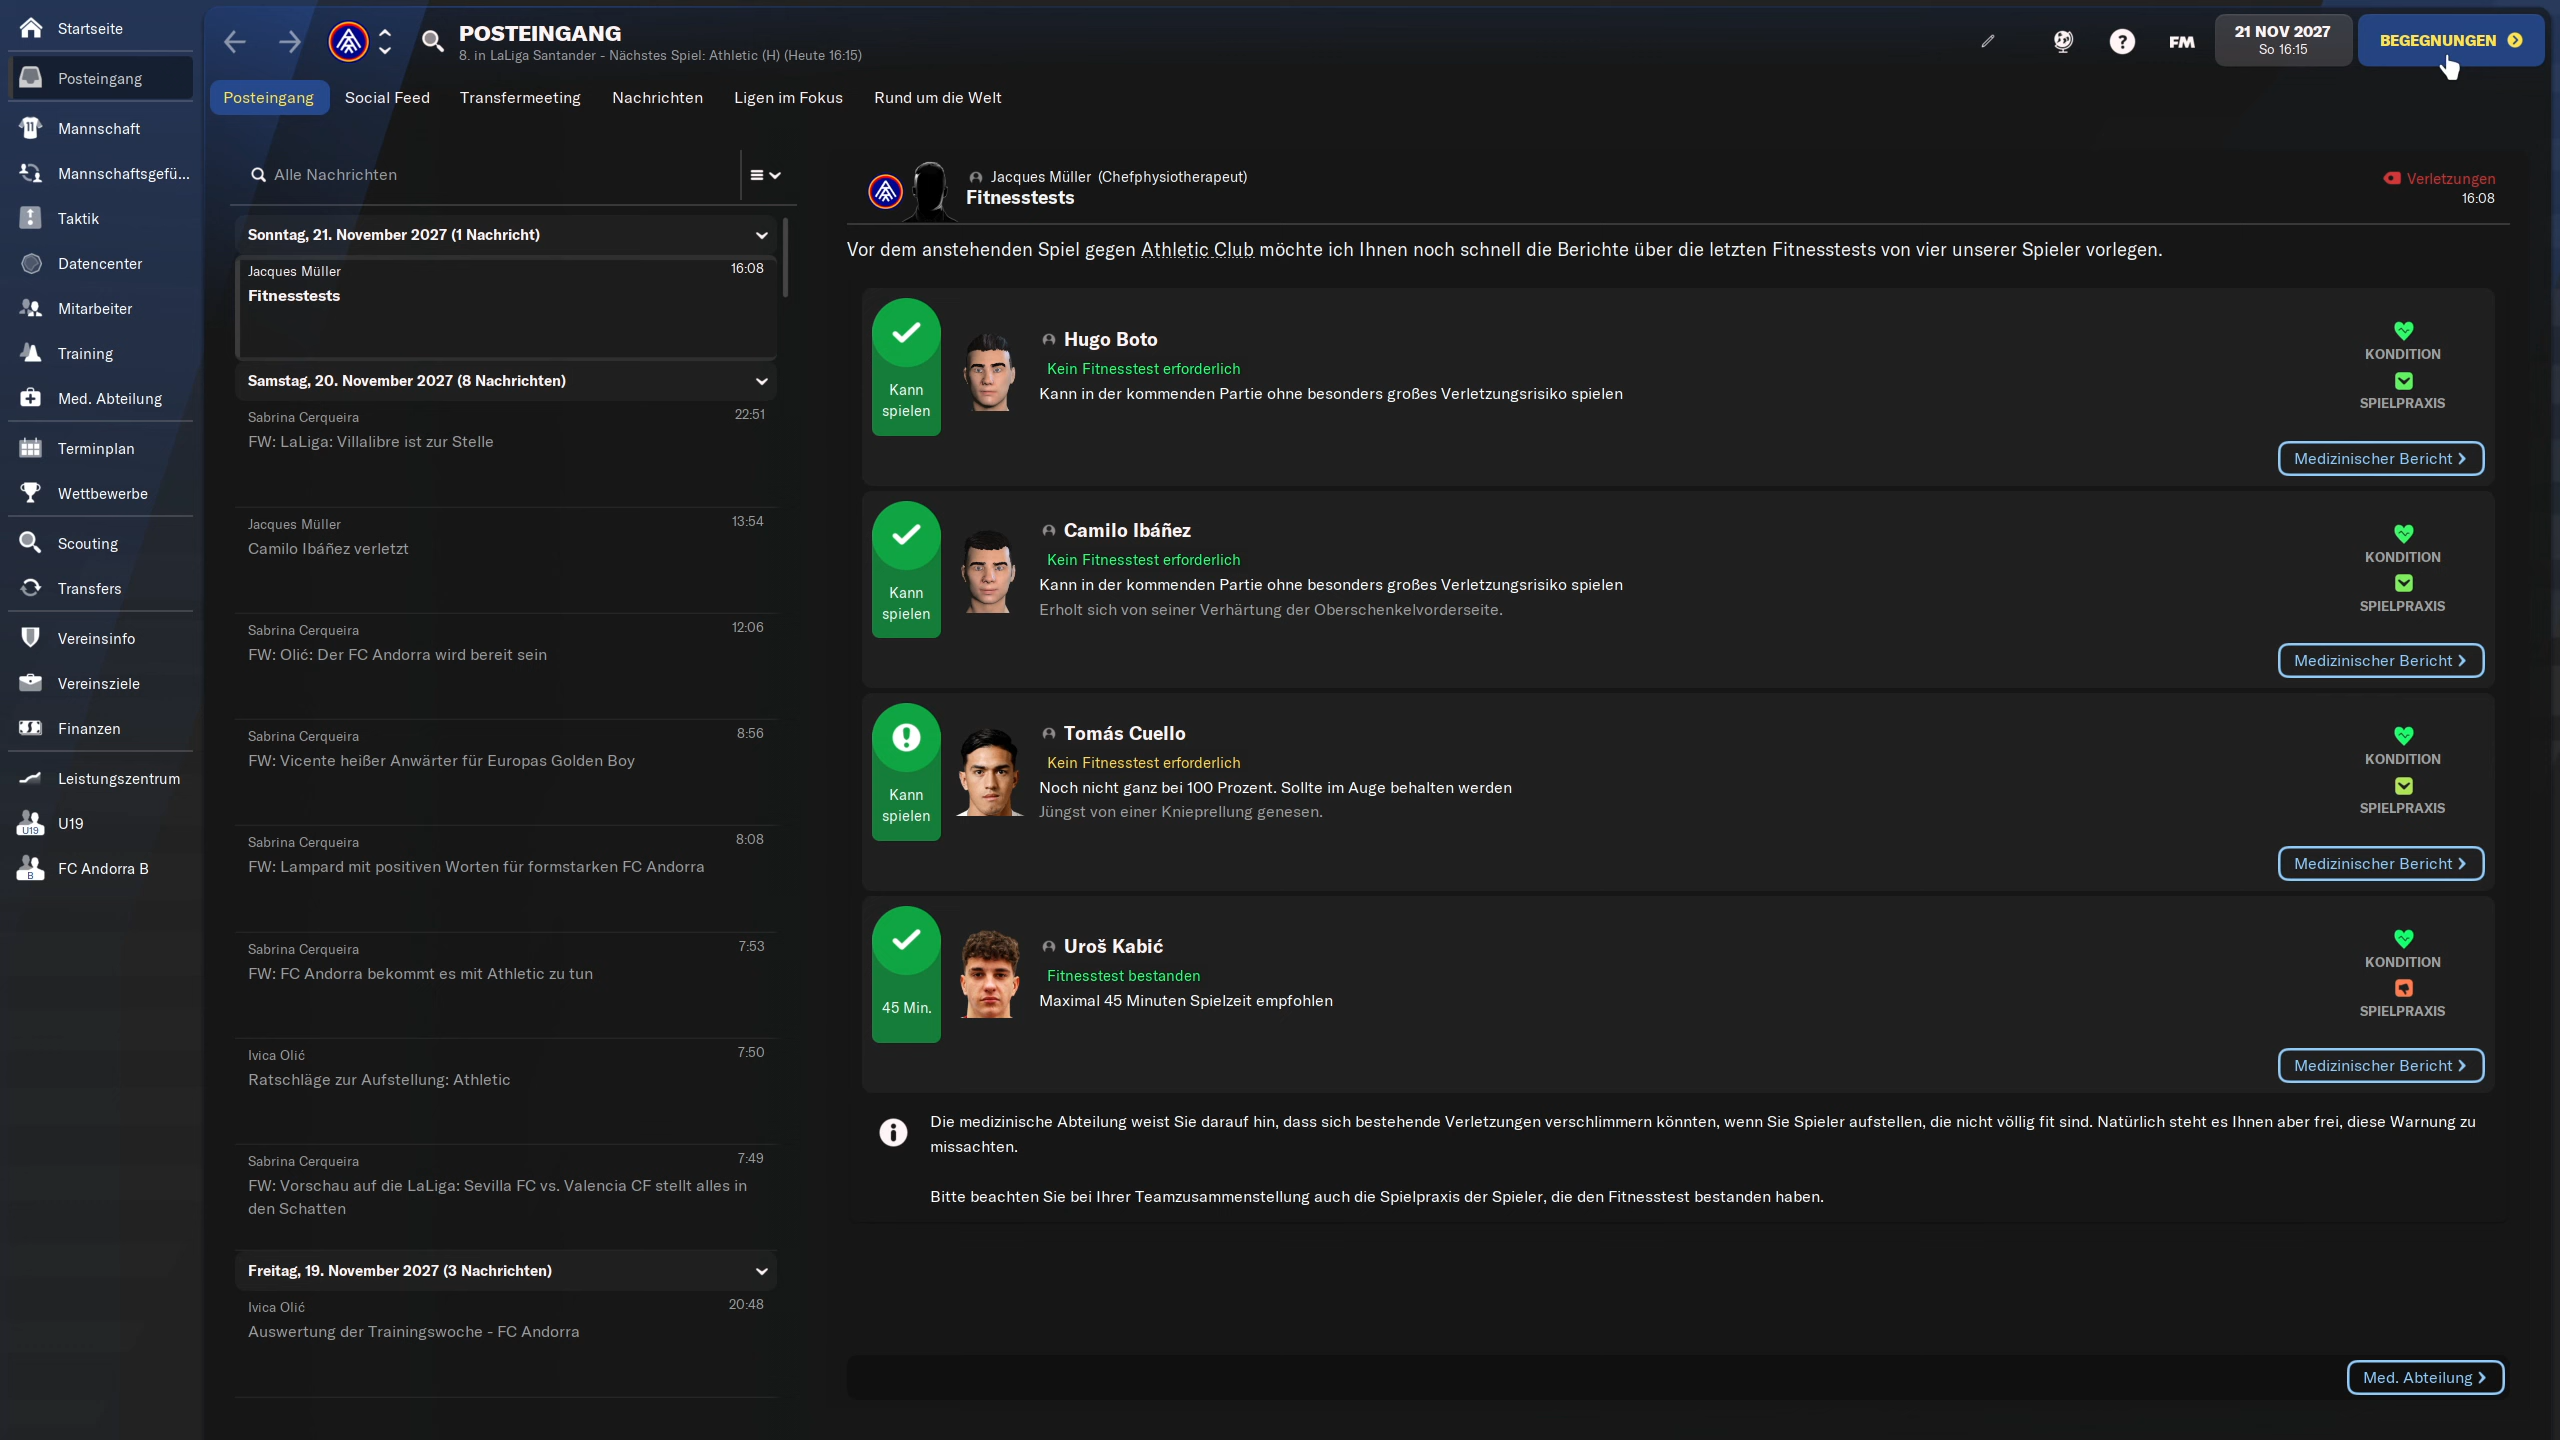 Startseite
Posteingang
Mannschaft
Mannschaftsgefü...
Taktik
Datencenter
Mitarbeiter
Training
Med. Abteilung
Terminplan
Wettbewerbe
Scouting
Transfers
Vereinsinfo
Vereinsziele
Finanzen
Leistungszentrum
U19
U19
B
FC Andorra B
POSTEINGANG
8. in LaLiga Santander - Nächstes Spiel: Athletic (H) (Heute 16:15)
?
FM
21 NOV 2027
So 16:15
BEGEGNUNGEN
Posteingang
Social Feed
Transfermeeting
Nachrichten
Ligen im Fokus
Rund um die Welt
Alle Nachrichten
Sonntag, 21. November 2027 (1 Nachricht)
Jacques Müller
16:08
Fitnesstests
Samstag, 20. November 2027 (8 Nachrichten)
Sabrina Cerqueira
22:51
FW: LaLiga: Villalibre ist zur Stelle
Jacques Müller
13:54
Camilo Ibáñez verletzt
Sabrina Cerqueira
12:06
FW: Olić: Der FC Andorra wird bereit sein
Sabrina Cerqueira
8:56
FW: Vicente heißer Anwärter für Europas Golden Boy
Sabrina Cerqueira
8:08
FW: Lampard mit positiven Worten für formstarken FC Andorra
Sabrina Cerqueira
7:53
FW: FC Andorra bekommt es mit Athletic zu tun
Ivica Olić
7:50
Ratschläge zur Aufstellung: Athletic
Sabrina Cerqueira
7:49
FW: Vorschau auf die LaLiga: Sevilla FC vs. Valencia CF stellt alles in
den Schatten
Freitag, 19. November 2027 (3 Nachrichten)
Ivica Olić
20:48
Auswertung der Trainingswoche - FC Andorra
Jacques Müller (Chefphysiotherapeut)
Fitnesstests
Verletzungen
16:08
Vor dem anstehenden Spiel gegen Athletic Club möchte ich Ihnen noch schnell die Berichte über die letzten Fitnesstests von vier unserer Spieler vorlegen.
Kann
spielen
Hugo Boto
Kein Fitnesstest erforderlich
Kann in der kommenden Partie ohne besonders großes Verletzungsrisiko spielen
KONDITION
SPIELPRAXIS
Medizinischer Bericht
Kann
spielen
Camilo Ibáñez
Kein Fitnesstest erforderlich
Kann in der kommenden Partie ohne besonders großes Verletzungsrisiko spielen
Erholt sich von seiner Verhärtung der Oberschenkelvorderseite.
KONDITION
SPIELPRAXIS
Medizinischer Bericht
Kann
spielen
Tomás Cuello
Kein Fitnesstest erforderlich
Noch nicht ganz bei 100 Prozent. Sollte im Auge behalten werden
Jüngst von einer Knieprellung genesen.
KONDITION
SPIELPRAXIS
Medizinischer Bericht
45 Min.
Uroš Kabić
Fitnesstest bestanden
Maximal 45 Minuten Spielzeit empfohlen
KONDITION
SPIELPRAXIS
Medizinischer Bericht
Die medizinische Abteilung weist Sie darauf hin, dass sich bestehende Verletzungen verschlimmern könnten, wenn Sie Spieler aufstellen, die nicht völlig fit sind. Natürlich steht es Ihnen aber frei, diese Warnung zu
missachten.
Bitte beachten Sie bei Ihrer Teamzusammenstellung auch die Spielpraxis der Spieler, die den Fitnesstest bestanden haben.
Med. Abteilung